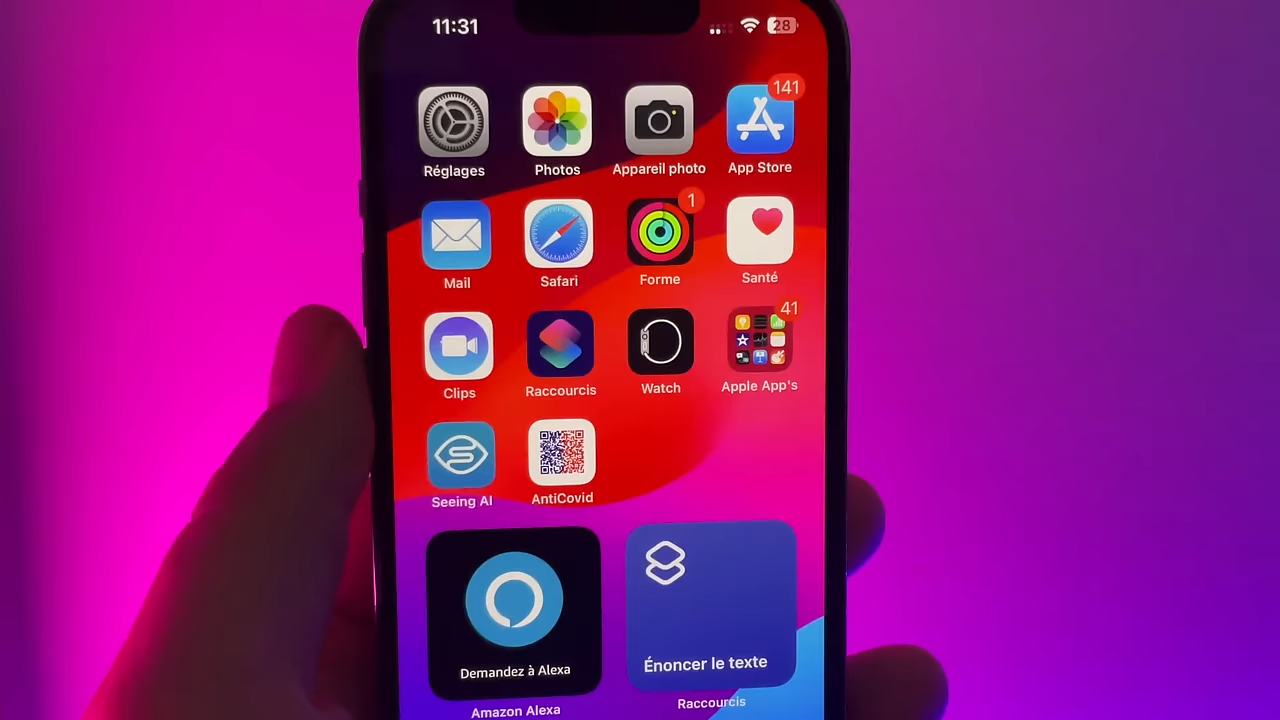 11:31
28
141
Réglages
Photos
Appareil photo
App Store
1
Mail
Safari
Forme
Santé
41
Clips
Raccourcis
Watch
Apple App's
Seeing AI
AntiCovid
Demandez à Alexa
Énoncer le texte
Amazon Alexa
Raccourcis